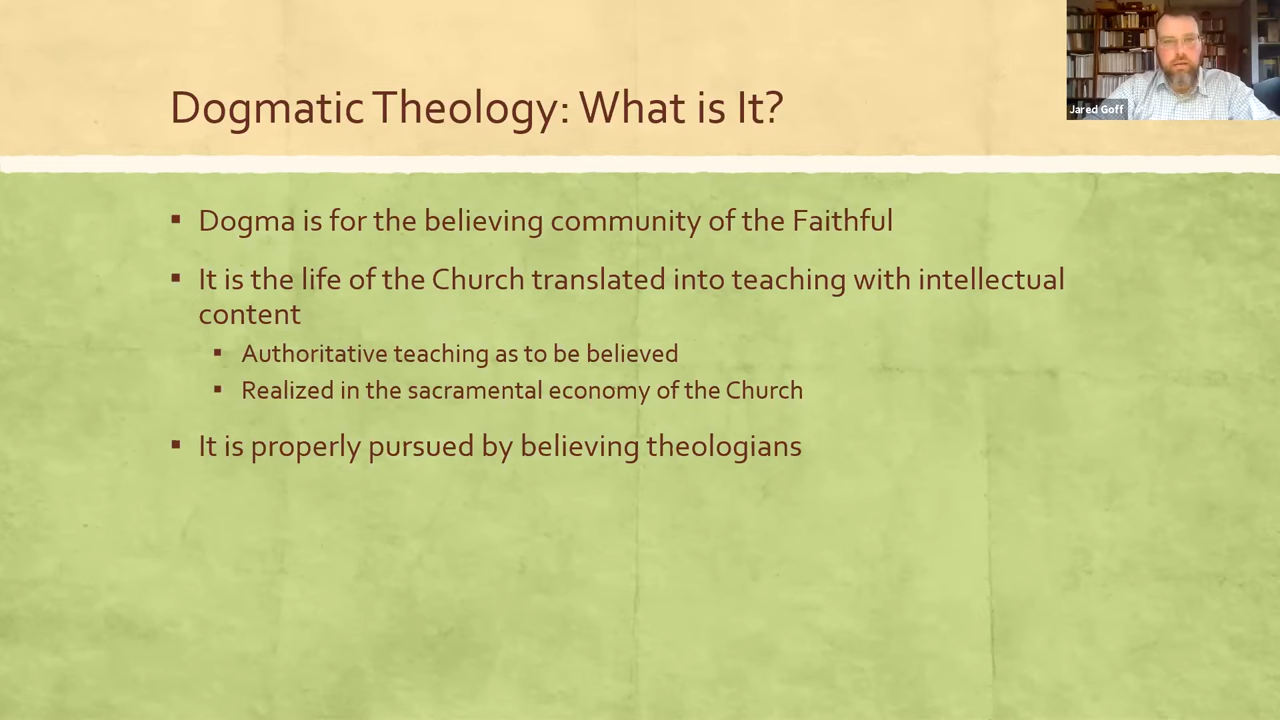 Dogmatic Theology: What is It?
Jared Goff
▪ Dogma is for the believing community of the Faithful
▪ It is the life of the Church translated into teaching with intellectual
content
▪ Authoritative teaching as to be believed
▪ Realized in the sacramental economy of the Church
▪ It is properly pursued by believing theologians